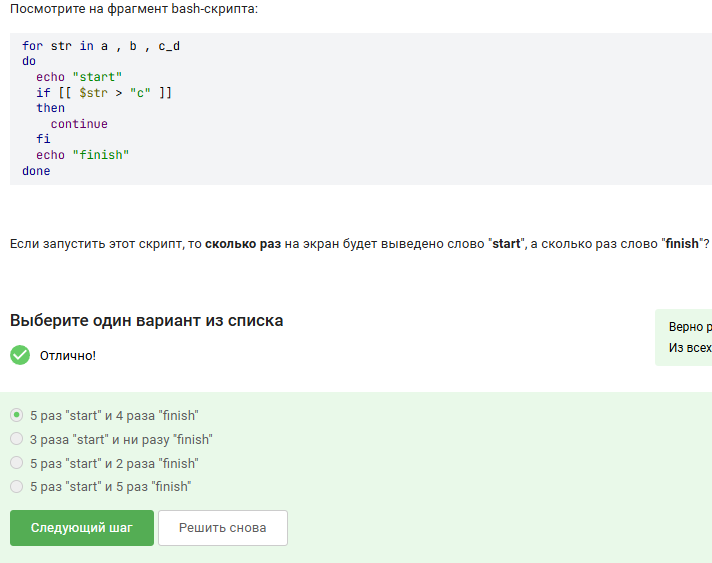 Посмотрите на фрагмент bash-скрипта:
for str in a , b , c_d
do
  echo "start"
  if [[ $str > "c" ]]
  then
    continue
  fi
  echo "finish"
done
Если запустить этот скрипт, то сколько раз на экран будет выведено слово "start", а сколько раз слово "finish"?
Выберите один вариант из списка
Верно р
Отлично!
Из всех
5 раз "start" и 4 раза "finish"
3 раза "start" и ни разу "finish"
5 раз "start" и 2 раза "finish"
5 раз "start" и 5 раз "finish"
Следующий шаг
Решить снова